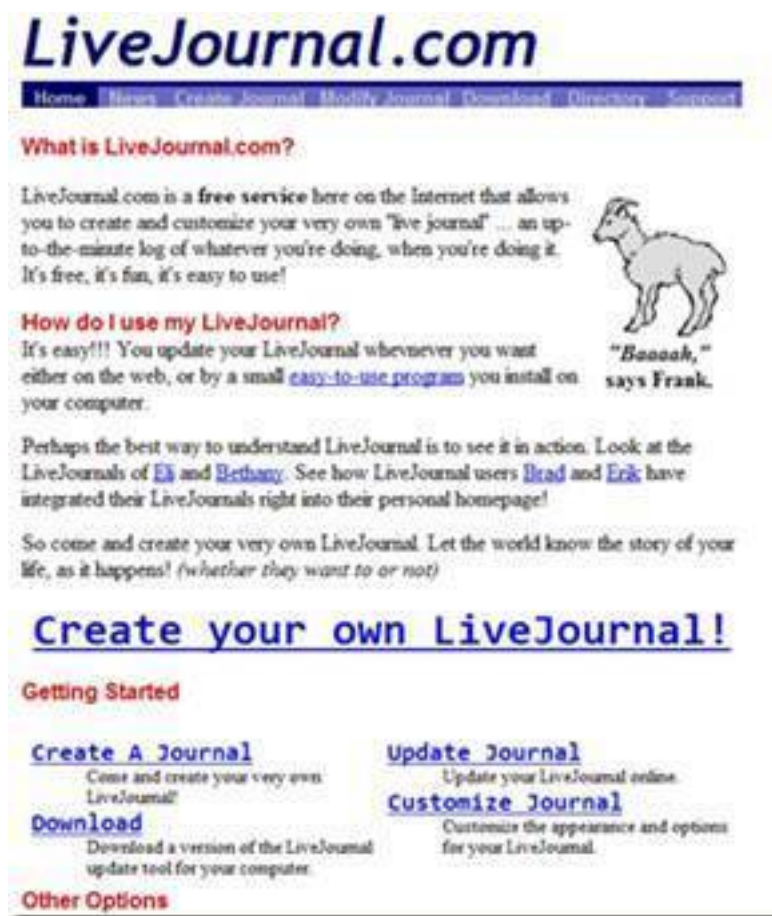 LiveJournal.com
Home News Create Journal Modify Journal Download Directory Support
What is LiveJournal.com?
LiveJournal.com is a free service here on the Internet that allows
you to create and customize your very own "live journal" ... an up-
to-the-minute log of whatever you're doing, when you're doing it.
It's free, it's fun, it's easy to use!
"Baaaah,"
says Frank.
How do I use my LiveJournal?
It's easy!!! You update your LiveJournal whevnever you want
either on the web, or by a small easy-to-use program you install on
your computer.
Perhaps the best way to understand LiveJournal is to see it in action. Look at the
LiveJournals of Eli and Bethany. See how LiveJournal users Brad and Erik have
integrated their LiveJournals right into their personal homepage!
So come and create your very own LiveJournal. Let the world know the story of your
life, as it happens! (whether they want to or not)
Create your own LiveJournal!
Getting Started
Create A Journal
Come and create your very own
LiveJournal!
Download
Download a version of the LiveJournal
update tool for your computer.
Update Journal
Update your LiveJournal online.
Customize Journal
Customize the appearance and options
for your LiveJournal.
Other Options